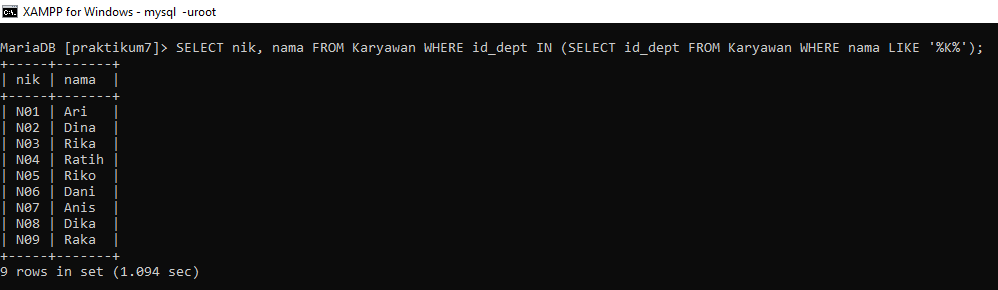 XAMPP for Windows - mysql  -uroot
MariaDB [praktikum7]> SELECT nik, nama FROM Karyawan WHERE id_dept IN (SELECT id_dept FROM Karyawan WHERE nama LIKE '%K%');
+-----+-------+
| nik | nama  |
+-----+-------+
| N01 | Ari   |
| N02 | Dina  |
| N03 | Rika  |
| N04 | Ratih |
| N05 | Riko  |
| N06 | Dani  |
| N07 | Anis  |
| N08 | Dika  |
| N09 | Raka  |
+-----+-------+
9 rows in set (1.094 sec)